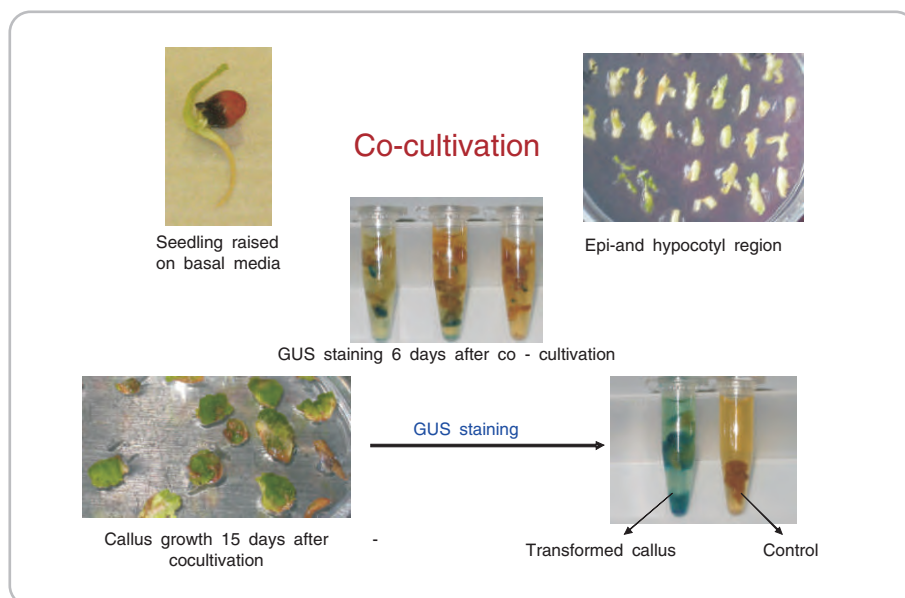 Co-cultivation
Seedling raised
on basal media
Epi-and hypocotyl region
GUS staining 6 days after co - cultivation
GUS staining
Callus growth 15 days after -
cocultivation
Transformed callus
Control